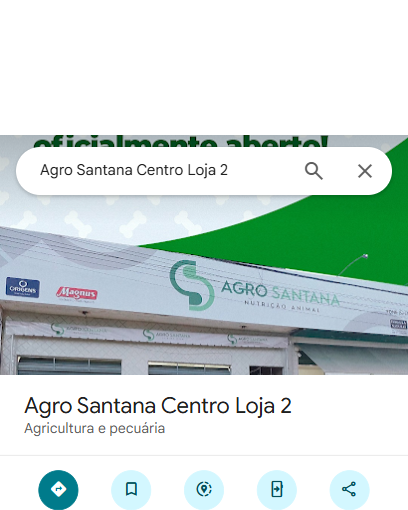 oficialmente aberto!
Agro Santana Centro Loja 2
ORIGENS
Magnus
AGRO SANTANA
NUTRIÇÃO ANIMAL
Agro Santana Centro Loja 2
Agricultura e pecuária